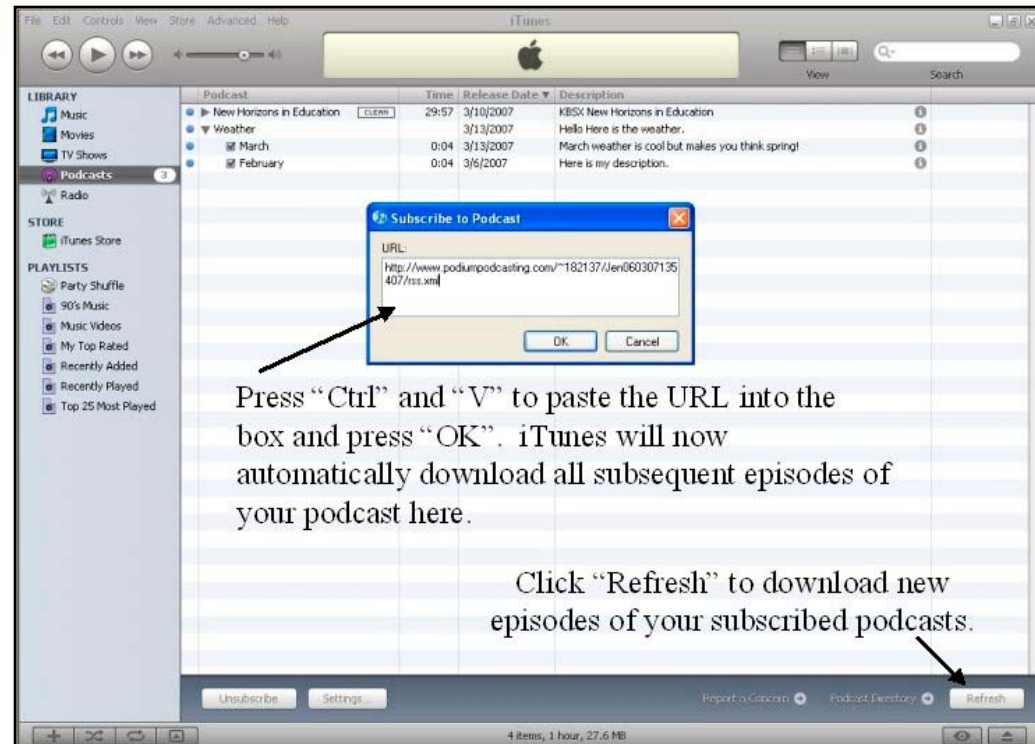 File Edit Controls View Store Advanced Help
iTunes
View
Search
LIBRARY
Music
Movies
TV Shows
Podcasts 3
Radio
STORE
iTunes Store
PLAYLISTS
Party Shuffle
90's Music
Music Videos
My Top Rated
Recently Added
Recently Played
Top 25 Most Played
Podcast Time Release Date Description
New Horizons in Education CLEAN 29:57 3/10/2007 KBSX New Horizons in Education
Weather 3/13/2007 Hello Here is the weather.
March 0:04 3/13/2007 March weather is cool but makes you think spring!
February 0:04 3/6/2007 Here is my description.
Subscribe to Podcast
URL:
http://www.podiumpodcasting.com/~182137/Jen060307135
407/rss.xml
OK Cancel
Press “Ctrl” and “V” to paste the URL into the
box and press “OK”. iTunes will now
automatically download all subsequent episodes of
your podcast here.
Click “Refresh” to download new
episodes of your subscribed podcasts.
Unsubscribe Settings... Report a Concern Podcast Directory Refresh
4 items, 1 hour, 27.6 MB